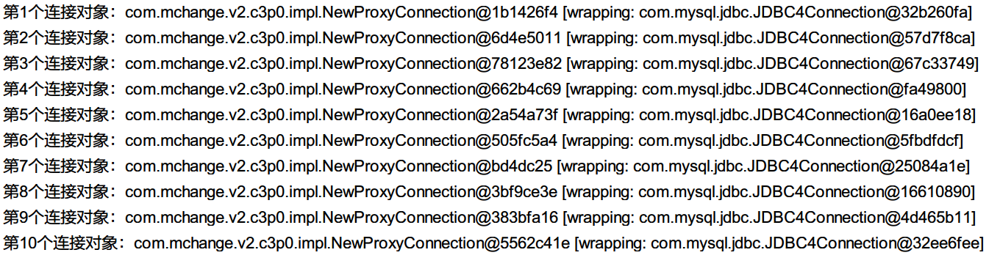 第1个连接对象：com.mchange.v2.c3p0.impl.NewProxyConnection@1b1426f4 [wrapping: com.mysql.jdbc.JDBC4Connection@32b260fa]
第2个连接对象：com.mchange.v2.c3p0.impl.NewProxyConnection@6d4e5011 [wrapping: com.mysql.jdbc.JDBC4Connection@57d7f8ca]
第3个连接对象：com.mchange.v2.c3p0.impl.NewProxyConnection@78123e82 [wrapping: com.mysql.jdbc.JDBC4Connection@67c33749]
第4个连接对象：com.mchange.v2.c3p0.impl.NewProxyConnection@662b4c69 [wrapping: com.mysql.jdbc.JDBC4Connection@fa49800]
第5个连接对象：com.mchange.v2.c3p0.impl.NewProxyConnection@2a54a73f [wrapping: com.mysql.jdbc.JDBC4Connection@16a0ee18]
第6个连接对象：com.mchange.v2.c3p0.impl.NewProxyConnection@505fc5a4 [wrapping: com.mysql.jdbc.JDBC4Connection@5fbdfdcf]
第7个连接对象：com.mchange.v2.c3p0.impl.NewProxyConnection@bd4dc25 [wrapping: com.mysql.jdbc.JDBC4Connection@25084a1e]
第8个连接对象：com.mchange.v2.c3p0.impl.NewProxyConnection@3bf9ce3e [wrapping: com.mysql.jdbc.JDBC4Connection@16610890]
第9个连接对象：com.mchange.v2.c3p0.impl.NewProxyConnection@383bfa16 [wrapping: com.mysql.jdbc.JDBC4Connection@4d465b11]
第10个连接对象：com.mchange.v2.c3p0.impl.NewProxyConnection@5562c41e [wrapping: com.mysql.jdbc.JDBC4Connection@32ee6fee]